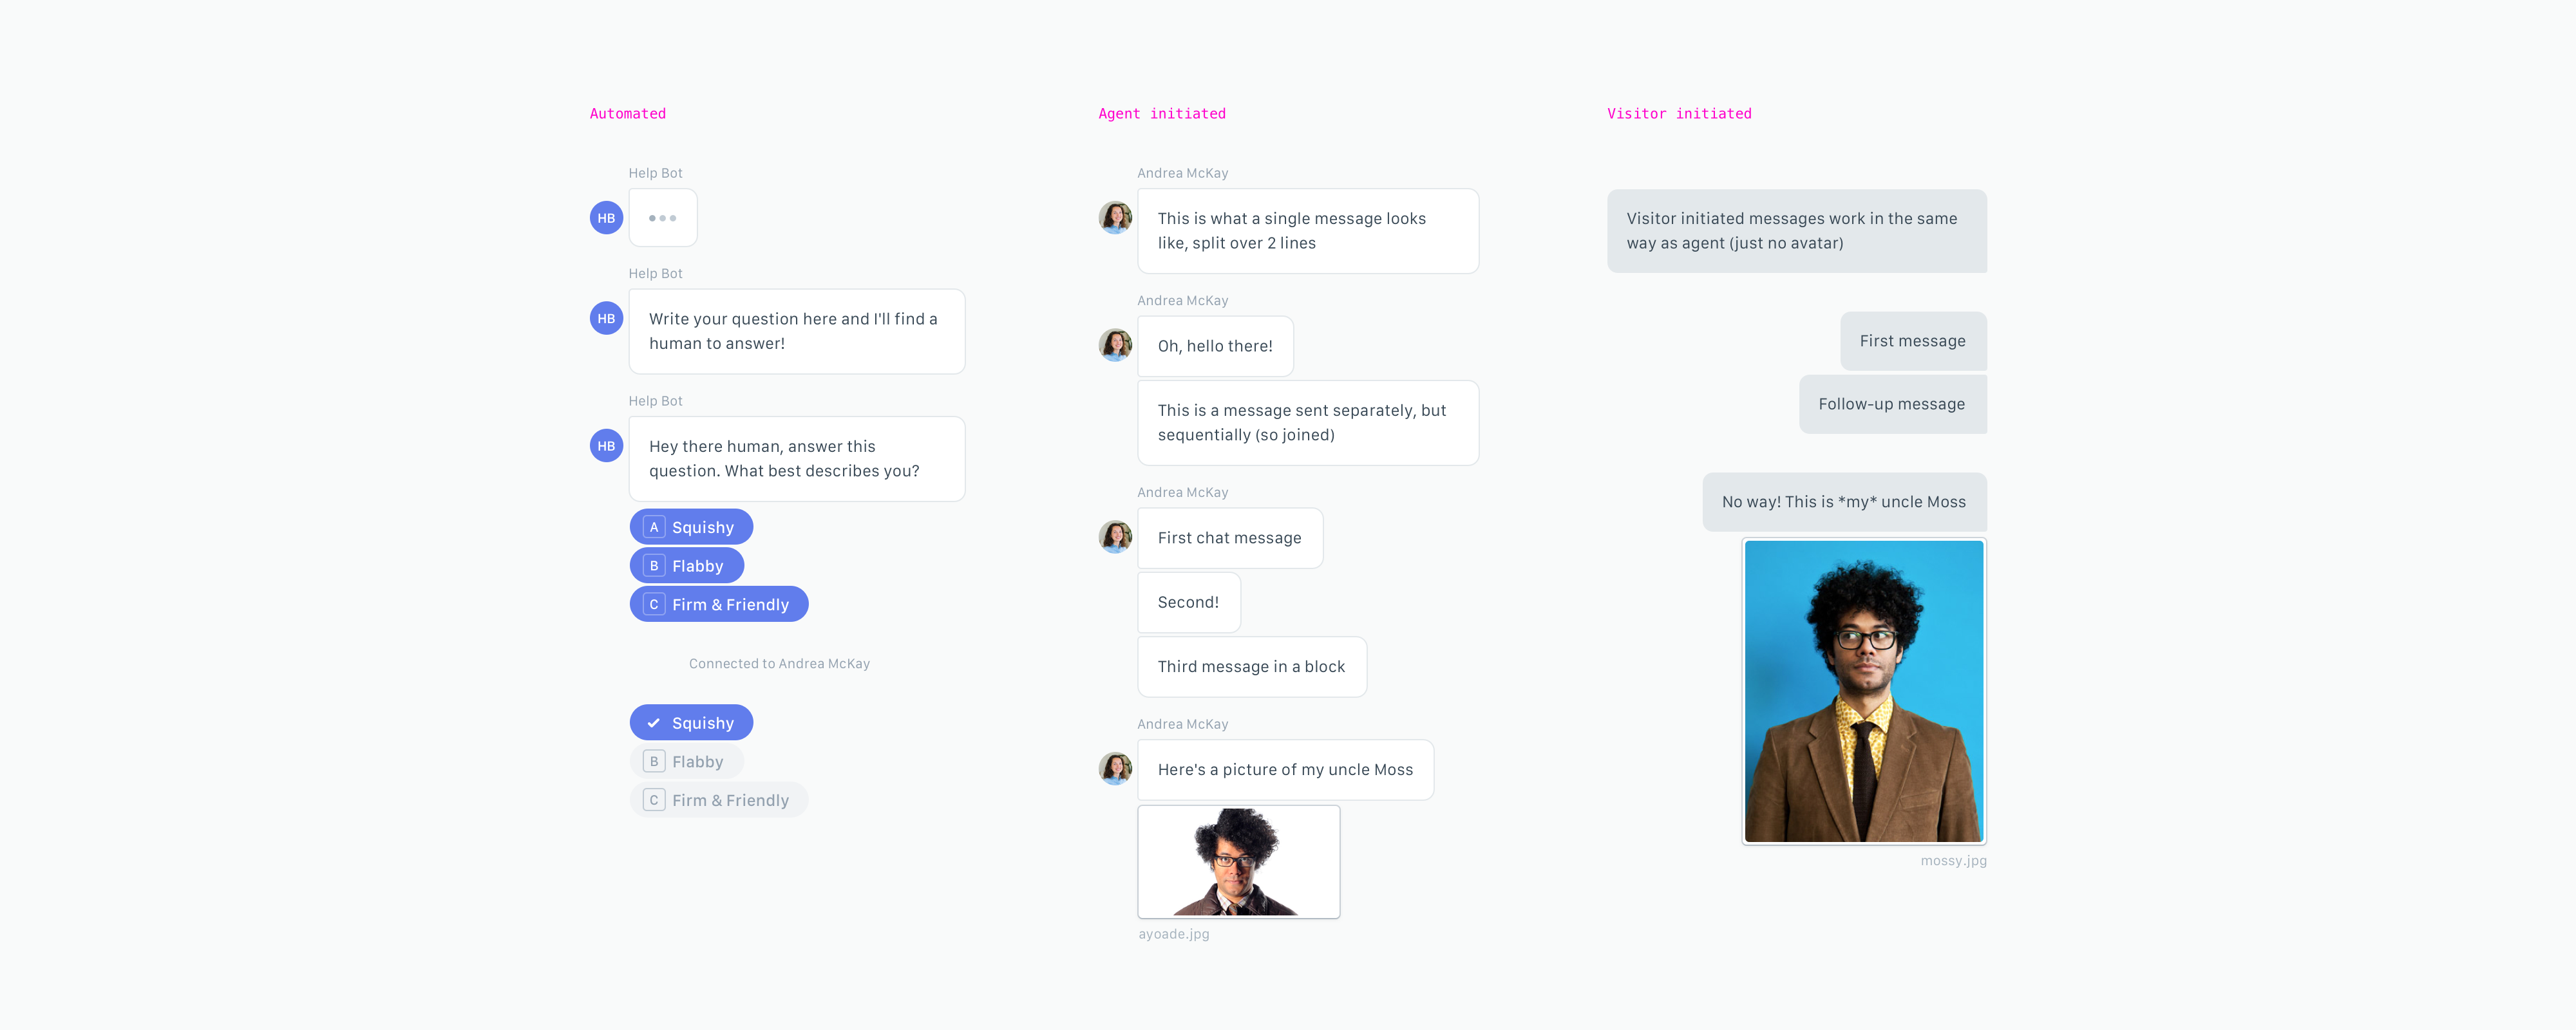 Automated
Help Bot
HB
Help Bot
HB
Write your question here and I'll find a
human to answer!
Help Bot
HB
Hey there human, answer this
question. What best describes you?
A Squishy
B Flabby
C Firm & Friendly
Connected to Andrea McKay
Squishy
B Flabby
C Firm & Friendly
Agent initiated
Andrea McKay
This is what a single message looks
like, split over 2 lines
Andrea McKay
Oh, hello there!
This is a message sent separately, but
sequentially (so joined)
Andrea McKay
First chat message
Second!
Third message in a block
Andrea McKay
Here's a picture of my uncle Moss
ayoade.jpg
Visitor initiated
Visitor initiated messages work in the same
way as agent (just no avatar)
First message
Follow-up message
No way! This is *my* uncle Moss
mossy.jpg